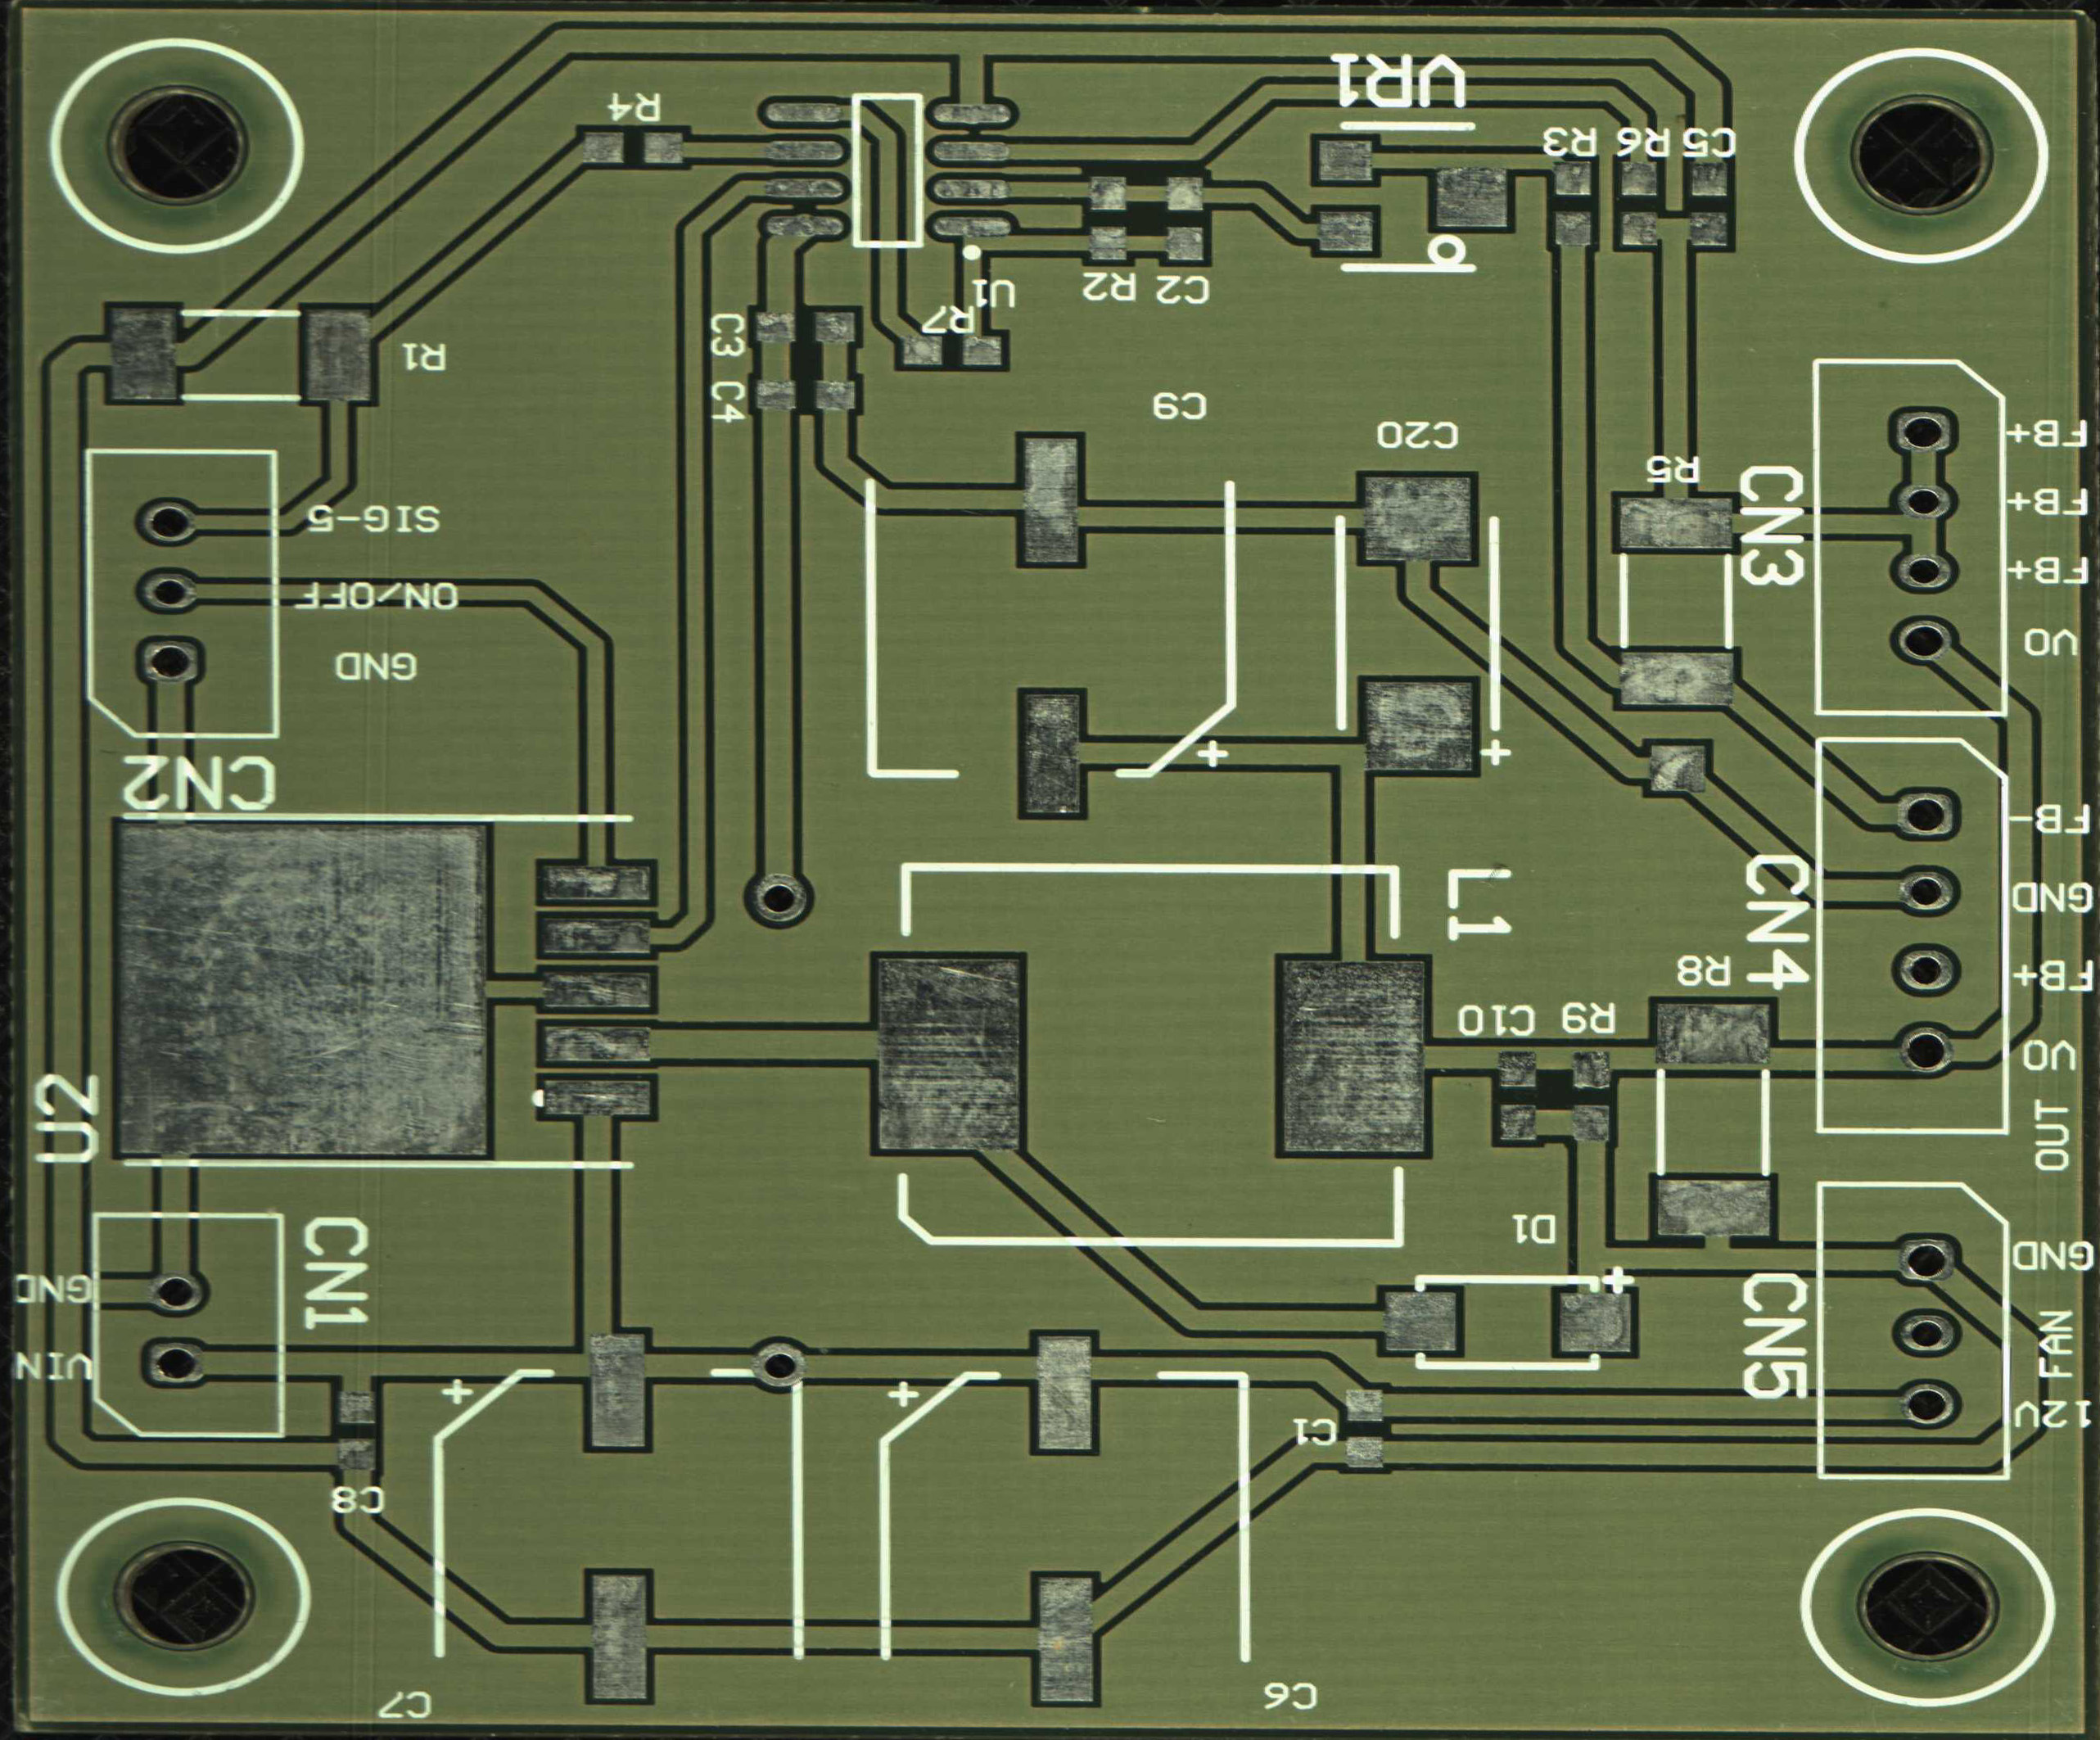 VR1
R4
R3
R6
C5
U1
R2
C2
R7
C3
R1
C4
C9
C20
FB+
R5
CN3
FB+
SIG-5
FB+
ON/OFF
VO
GND
+
+
CN2
FB-
L1
CN4
GND
R8
FB+
C10
R9
VO
U2
OUT
D1
GND
CN1
GND
+
CN5
FAN
VIN
+
+
12V
C1
C8
C7
C6